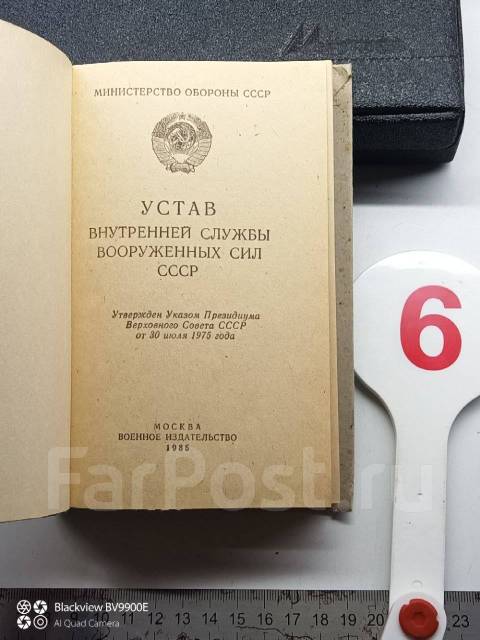 МИНИСТЕРСТВО ОБОРОНЫ СССР
УСТАВ
ВНУТРЕННЕЙ СЛУЖБЫ
ВООРУЖЕННЫХ СИЛ
СССР
Утвержден Указом Президиума
Верховного Совета СССР
от 30 июля 1975 года
МОСКВА
ВОЕННОЕ ИЗДАТЕЛЬСТВО
1985
6
FarPost.ru
Blackview BV9900E
AI Quad Camera
12 13 14 15 16 17 18 19 20 21 22 23